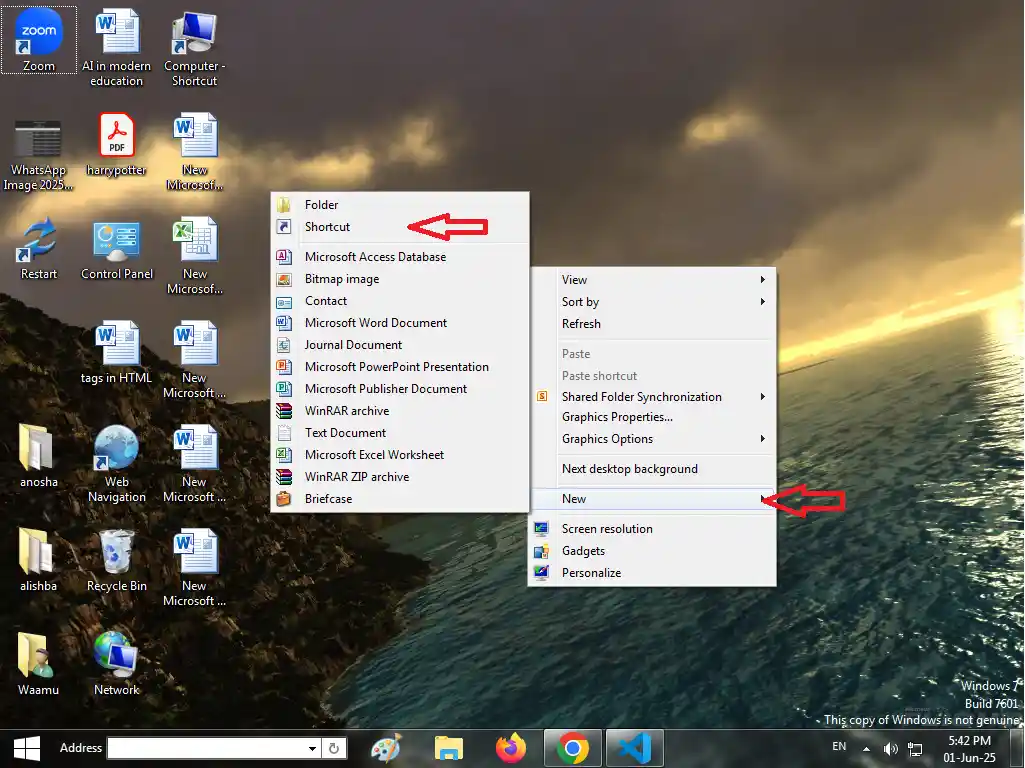 zoom
Zoom
AI in modern
education
Computer -
Shortcut
WhatsApp
Image 2025...
PDF
harrypotter
New
Microsof...
Restart
Control Panel
New
Microsof...
tags in HTML
New
Microsoft ...
anosha
Web
Navigation
New
Microsoft ...
alishba
Recycle Bin
New
Microsoft ...
Waamu
Network
Folder
Shortcut
Microsoft Access Database
Bitmap image
Contact
Microsoft Word Document
Journal Document
Microsoft PowerPoint Presentation
Microsoft Publisher Document
WinRAR archive
Text Document
Microsoft Excel Worksheet
WinRAR ZIP archive
Briefcase
View
Sort by
Refresh
Paste
Paste shortcut
Shared Folder Synchronization
Graphics Properties...
Graphics Options
Next desktop background
New
Screen resolution
Gadgets
Personalize
Windows 7
Build 7601
This copy of Windows is not genuine
Address
EN
5:42 PM
01-Jun-25